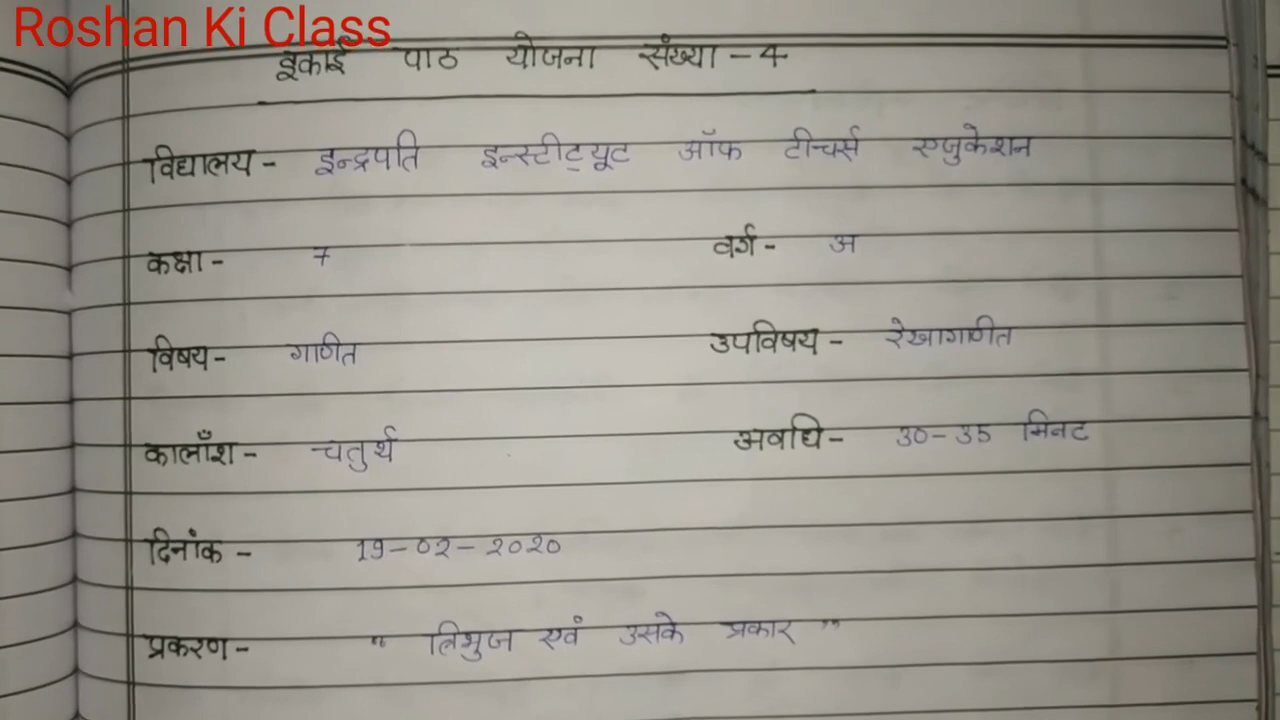 Roshan Ki Class
इकाई पाठ योजना संख्या - 4
विद्यालय - इन्द्रपति इन्स्टीट्यूट ऑफ टीचर्स एजुकेशन
कक्षा - 7 वर्ग - अ
विषय - गणित उपविषय - रेखागणित
कालाँश - चतुर्थ अवधि - 30-35 मिनट
दिनांक - 19-02-2020
प्रकरण - " त्रिभुज एवं उसके प्रकार "